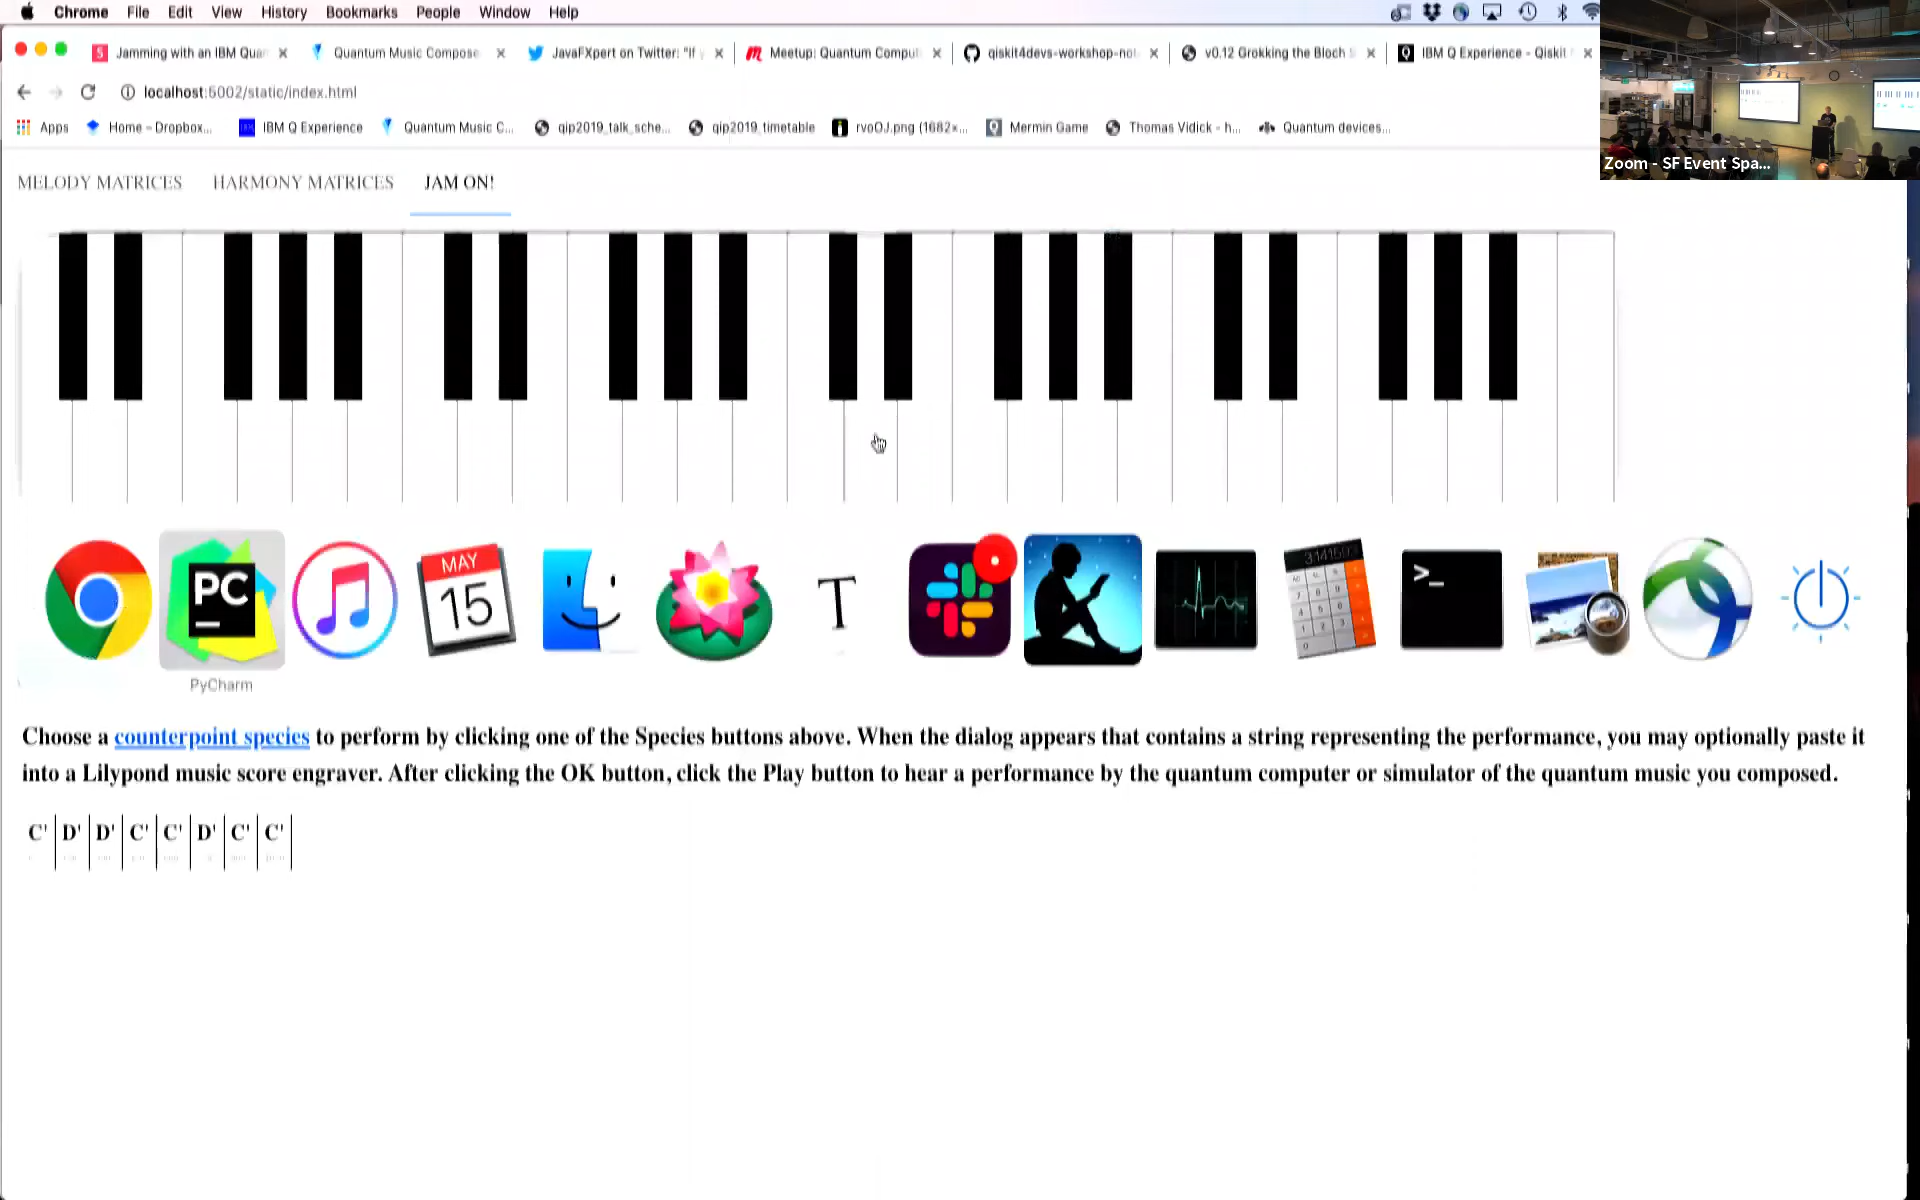 Chrome File Edit View History Bookmarks People Window Help
Jamming with an IBM Qua Quantum Music Compose JavaFXpert on Twitter: "If y Meetup: Quantum Comput qiskit4devs-workshop-not v0.12 Grokking the Bloch S IBM Q Experience - Qiskit
localhost:5002/static/index.html
Apps Home – Dropbox... IBM Q Experience Quantum Music C... qip2019_talk_sche... qip2019_timetable rvoOJ.png (1682×... Mermin Game Thomas Vidick - h... Quantum devices...
Zoom - SF Event Spa...
MELODY MATRICES HARMONY MATRICES JAM ON!
PC
MAY
15
T
>_
PyCharm
Choose a counterpoint species to perform by clicking one of the Species buttons above. When the dialog appears that contains a string representing the performance, you may optionally paste it
into a Lilypond music score engraver. After clicking the OK button, click the Play button to hear a performance by the quantum computer or simulator of the quantum music you composed.
C' D' D' C' C' D' C' C'